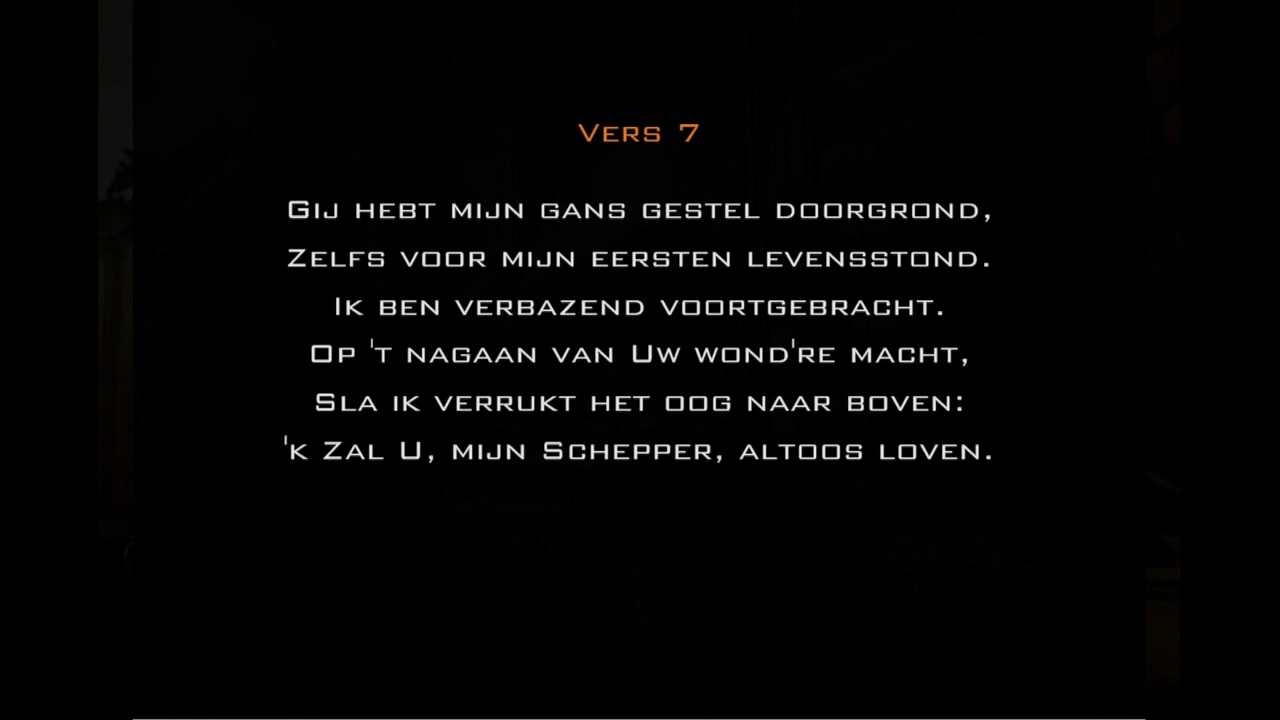 Vers 7
Gij hebt mijn gans gestel doorgrond,
Zelfs voor mijn eersten levensstond.
Ik ben verbazend voortgebracht.
Op 't nagaan van Uw wond're macht,
Sla ik verrukt het oog naar boven:
'k Zal U, mijn Schepper, altoos loven.